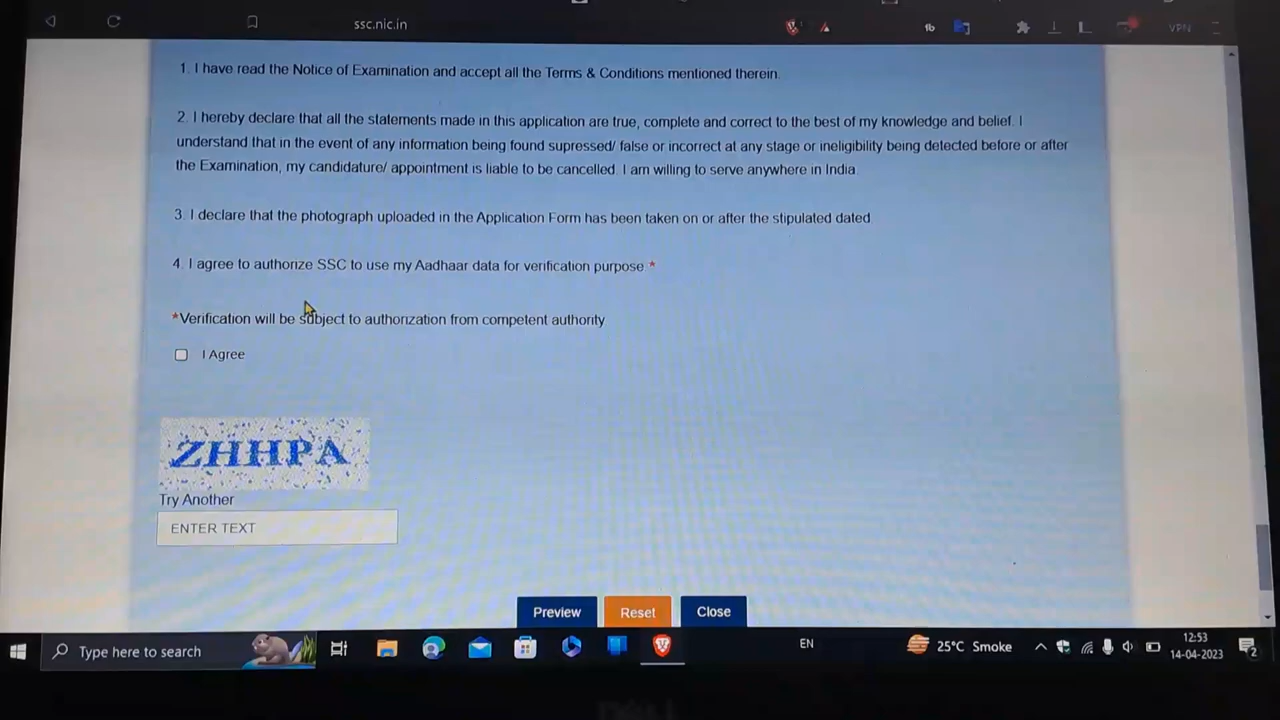 ssc.nic.in
VPN
1. I have read the Notice of Examination and accept all the Terms & Conditions mentioned therein.
2. I hereby declare that all the statements made in this application are true, complete and correct to the best of my knowledge and belief. I
understand that in the event of any information being found supressed/ false or incorrect at any stage or ineligibility being detected before or after
the Examination, my candidature/ appointment is liable to be cancelled. I am willing to serve anywhere in India
3. I declare that the photograph uploaded in the Application Form has been taken on or after the stipulated dated
4. I agree to authorize SSC to use my Aadhaar data for verification purpose *
*Verification will be subject to authorization from competent authority
I Agree
ZHHPA
Try Another
ENTER TEXT
Preview Reset Close
Type here to search
EN
25°C Smoke
12:53
14-04-2023
2